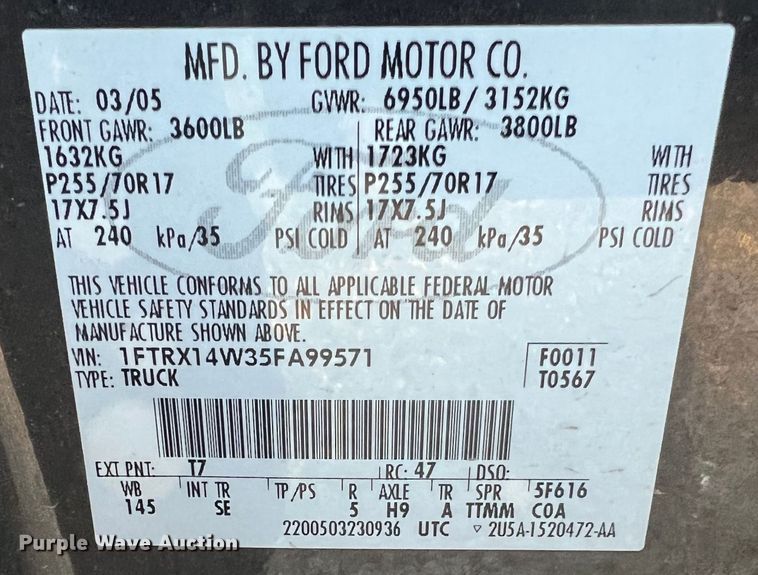 MFD. BY FORD MOTOR CO.
DATE: 03/05 GVWR: 6950LB/ 3152KG
FRONT GAWR: 3600LB REAR GAWR: 3800LB
1632KG WITH 1723KG WITH
P255/70R17 TIRES P255/70R17 TIRES
17X7.5J RIMS 17X7.5J RIMS
AT 240 kPa/35 PSI COLD AT 240 kPa/35 PSI COLD
Ford
THIS VEHICLE CONFORMS TO ALL APPLICABLE FEDERAL MOTOR
VEHICLE SAFETY STANDARDS IN EFFECT ON THE DATE OF
MANUFACTURE SHOWN ABOVE.
VIN: 1FTRX14W35FA99571 F0011
TYPE: TRUCK T0567
EXT PNT: T7 RC: 47 DSO:
WB INT TR TP/PS R AXLE TR SPR 5F616
145 SE 5 H9 A TTMM COA
2200503230936 UTC 2U5A-1520472-AA
Purple Wave Auction